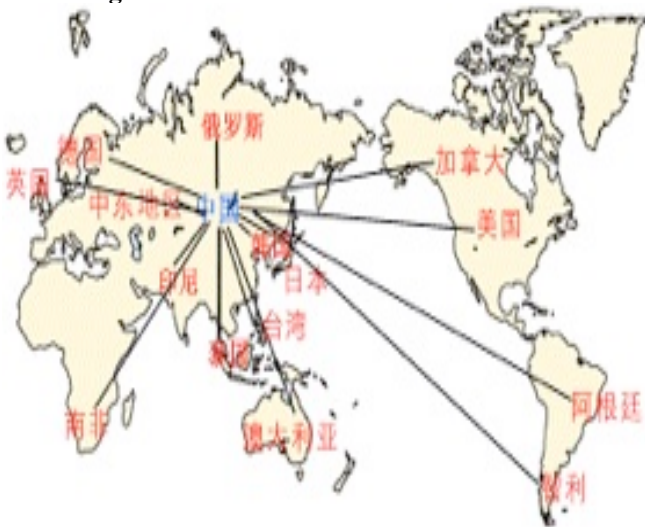 俄罗斯
德国
加拿大
英国
中东地区
中国
美国
韩国
印尼
日本
台湾
泰国
阿根廷
南非
澳大利亚
智利